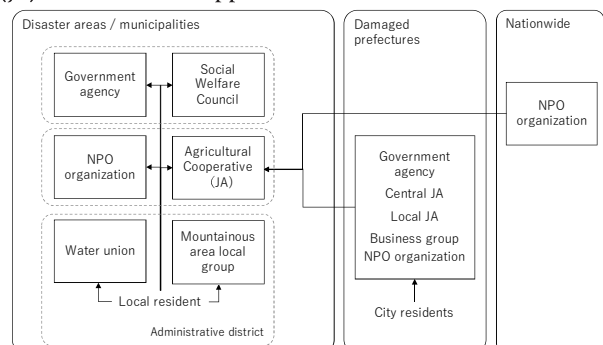 Disaster areas / municipalities
Government
agency
Social
Welfare
Council
NPO
organization
Agricultural
Cooperative
(JA)
Water union
Mountainous
area local
group
Local resident
Administrative district
Damaged
prefectures
Government
agency
Central JA
Local JA
Business group
NPO organization
City residents
Nationwide
NPO
organization